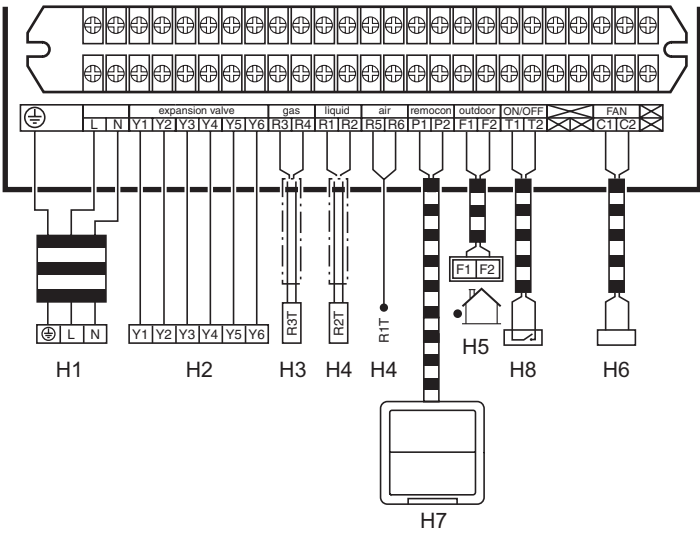 expansion valve gas liquid air remocon outdoor ON/OFF FAN
L N Y1 Y2 Y3 Y4 Y5 Y6 R3 R4 R1 R2 R5 R6 P1 P2 F1 F2 T1 T2 C1 C2
F1 F2
L N Y1 Y2 Y3 Y4 Y5 Y6 R3T R2T R1T
H5
H1 H2 H3 H4 H4 H8 H6
H7